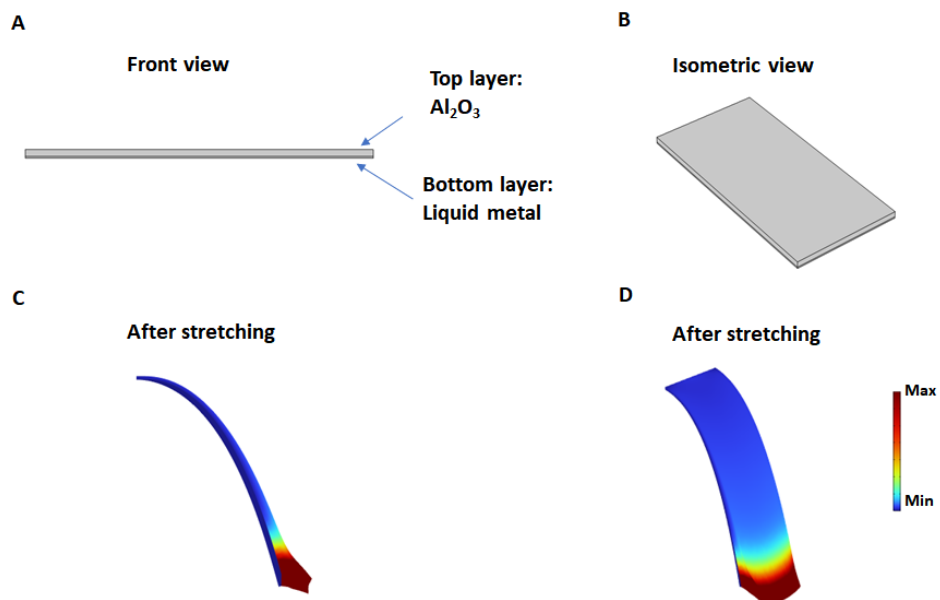 A
B
Front view
Isometric view
Top layer:
Al₂O₃
Bottom layer:
Liquid metal
C
D
After stretching
After stretching
Max
Min